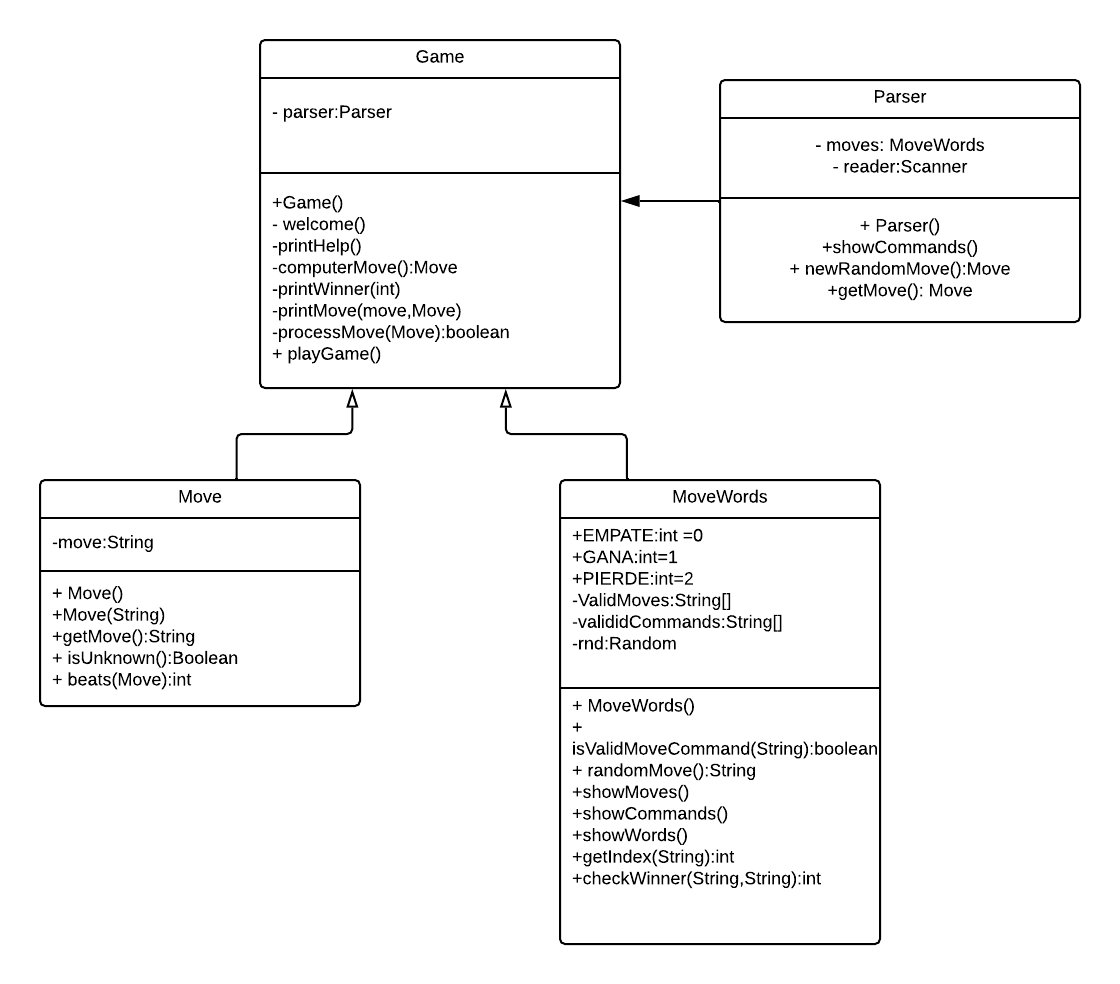 Game
- parser:Parser
+Game()
- welcome()
-printHelp()
-computerMove():Move
-printWinner(int)
-printMove(move,Move)
-processMove(Move):boolean
+ playGame()
Parser
- moves: MoveWords
- reader:Scanner
+ Parser()
+showCommands()
+ newRandomMove():Move
+getMove(): Move
Move
-move:String
+ Move()
+Move(String)
+getMove():String
+ isUnknown():Boolean
+ beats(Move):int
MoveWords
+EMPATE:int =0
+GANA:int=1
+PIERDE:int=2
-ValidMoves:String[]
-valididCommands:String[]
-rnd:Random
+ MoveWords()
+
isValidMoveCommand(String):boolean
+ randomMove():String
+showMoves()
+showCommands()
+showWords()
+getIndex(String):int
+checkWinner(String,String):int